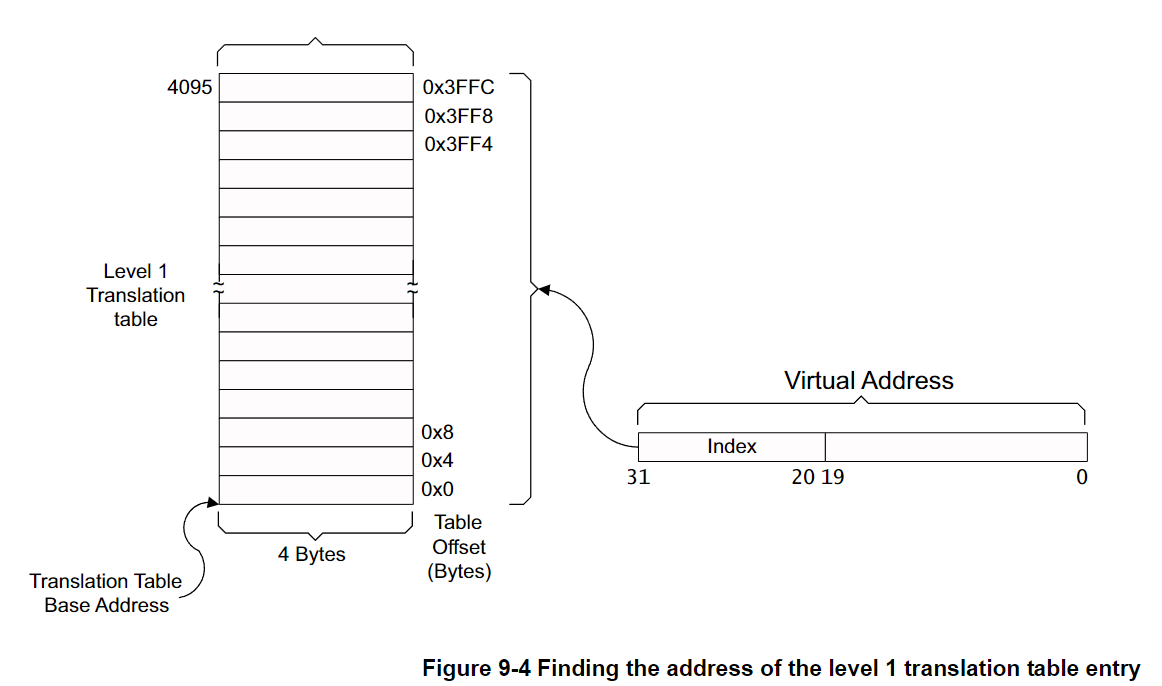 4095
0x3FFC
0x3FF8
0x3FF4
Level 1
Translation
table
0x8
0x4
0x0
4 Bytes
Table
Offset
(Bytes)
Translation Table
Base Address
Virtual Address
Index
31
20 19
0
Figure 9-4 Finding the address of the level 1 translation table entry